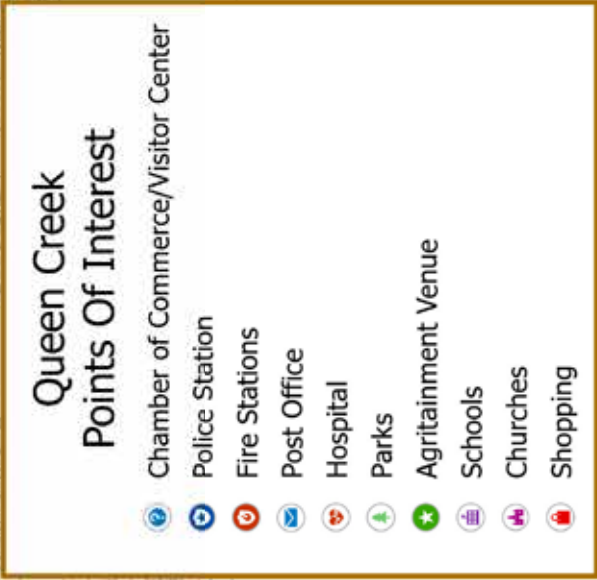 Queen Creek
Points Of Interest
Chamber of Commerce/Visitor Center
Police Station
Fire Stations
Post Office
Hospital
Parks
Agritainment Venue
Schools
Churches
Shopping